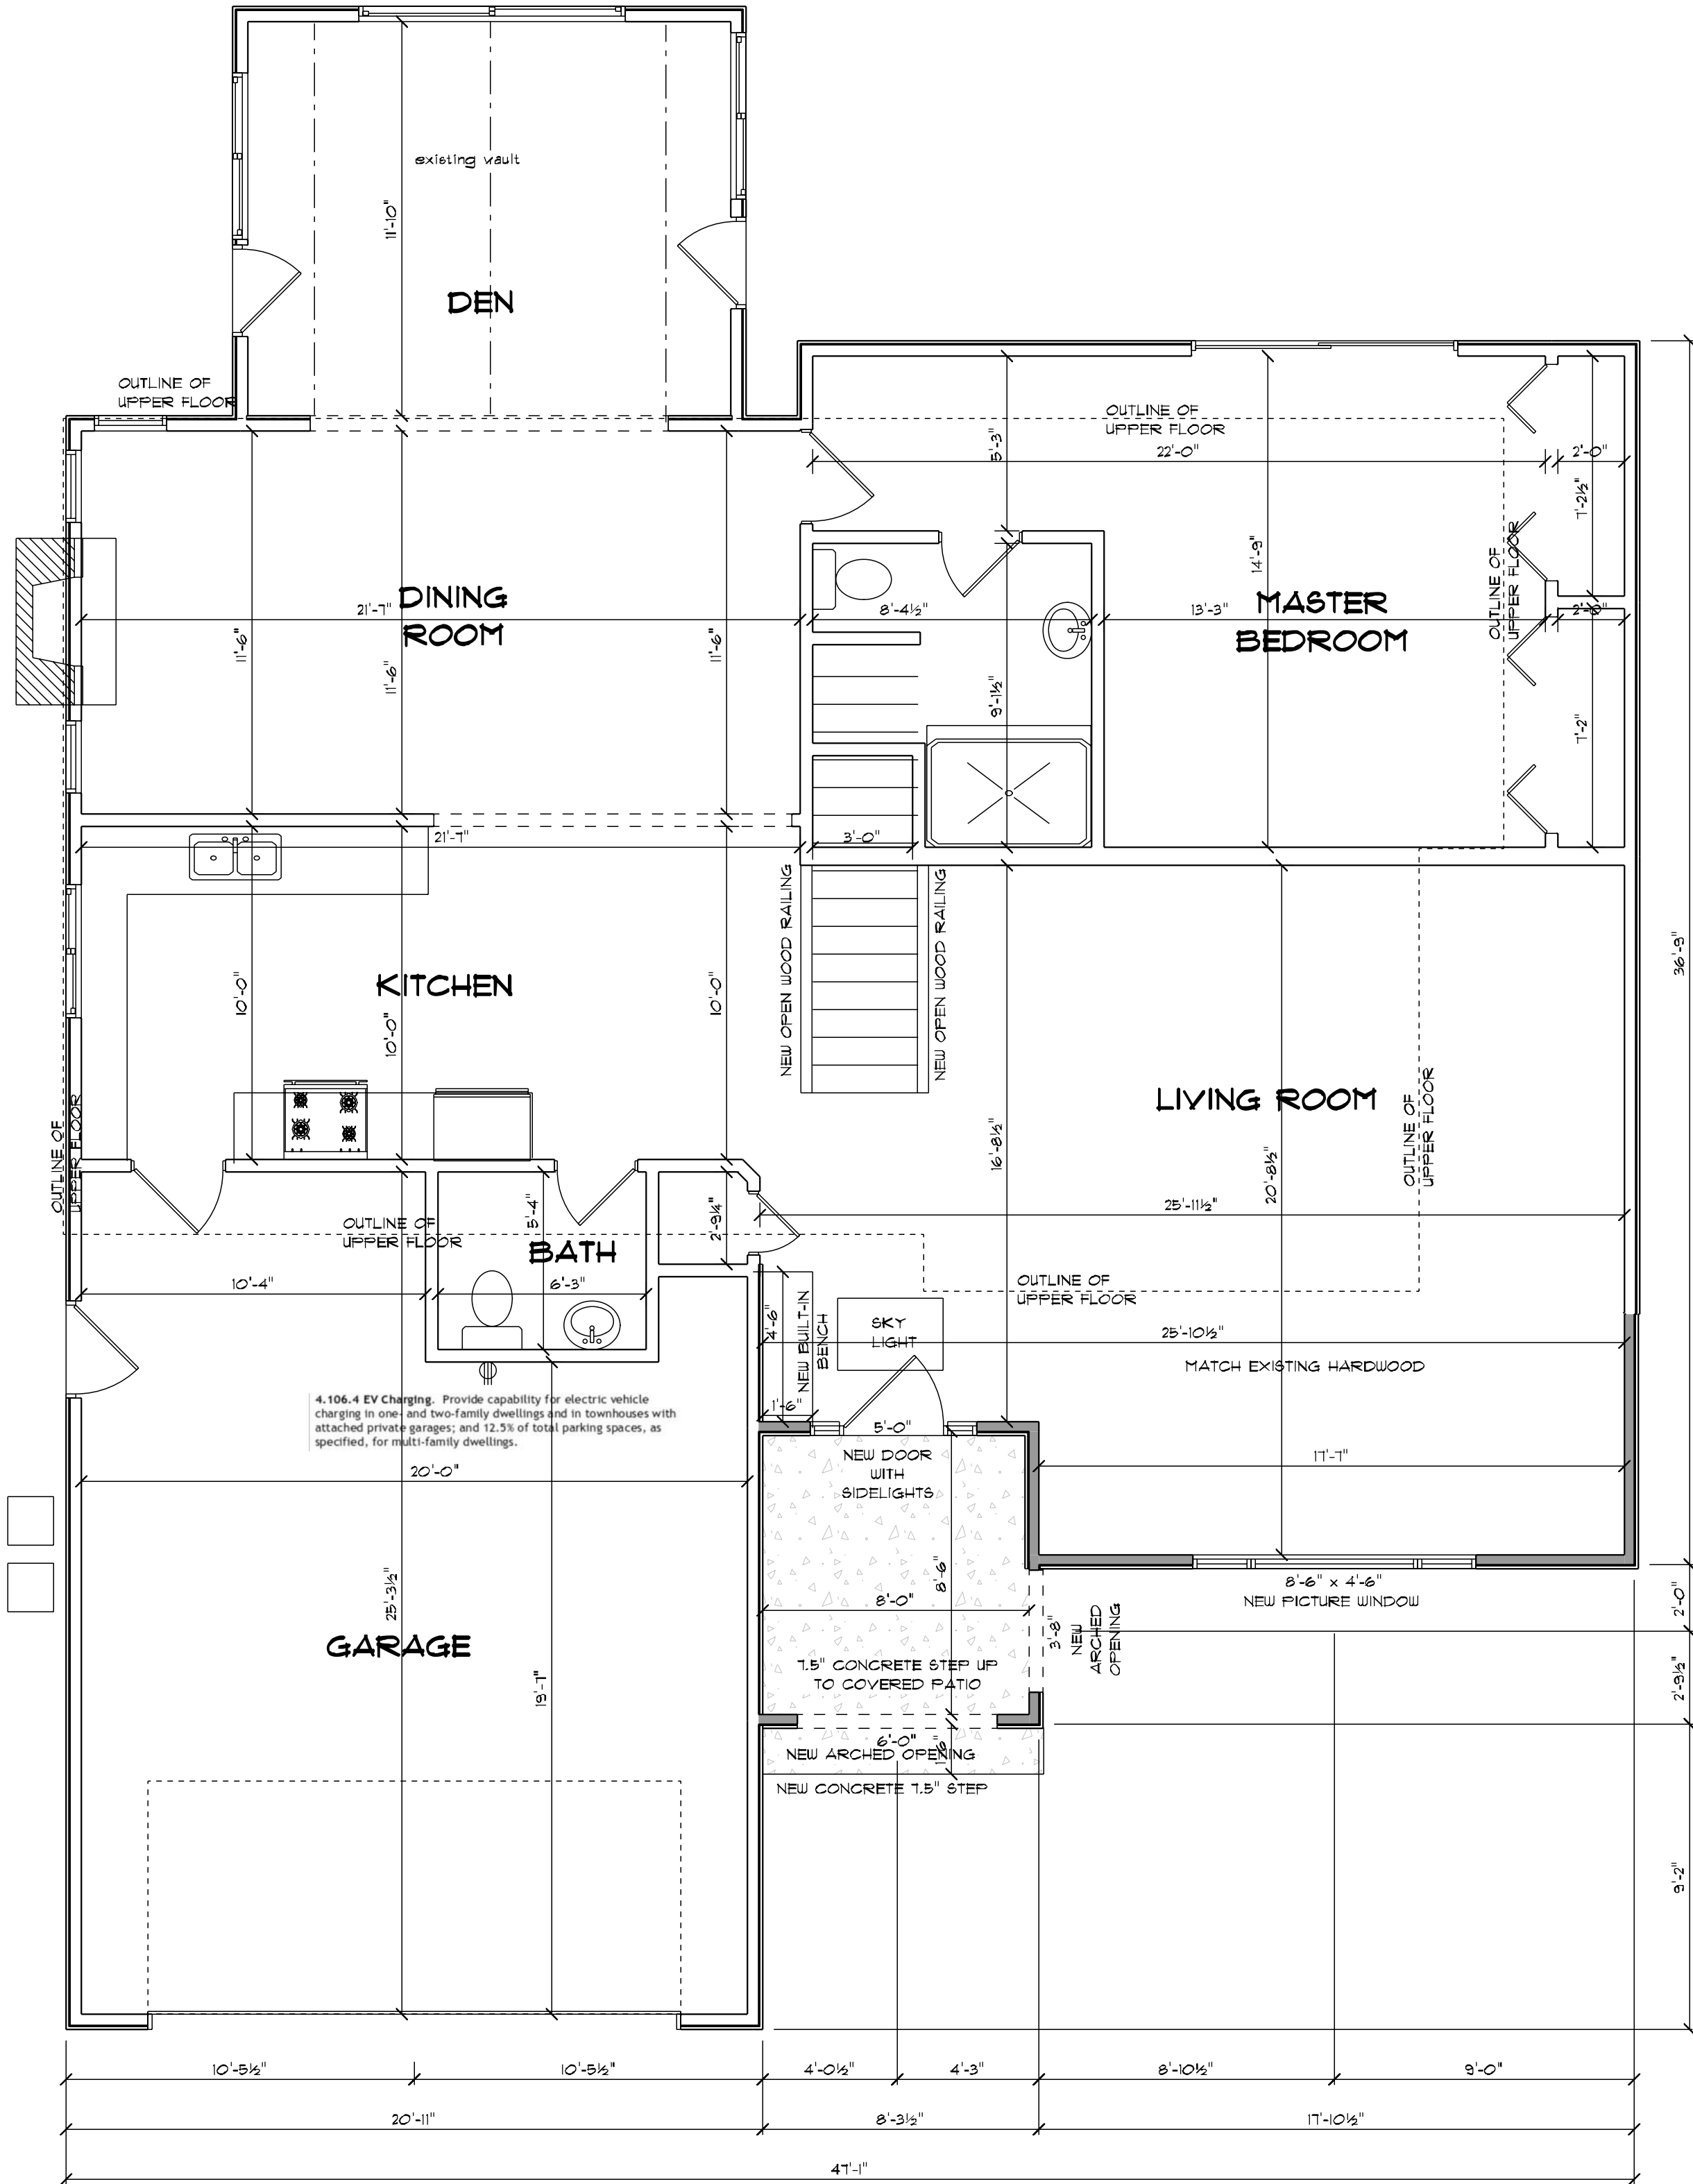 existing vault
11'-10"
DEN
OUTLINE OF
UPPER FLOOR
OUTLINE OF
UPPER FLOOR
5'-3"
22'-0"
2'-0"
7'-2½"
14'-9"
OUTLINE OF
UPPER FLOOR
DINING
ROOM
21'-7"
11'-6"
11'-6"
11'-6"
8'-4½"
13'-3"
MASTER
BEDROOM
2'-0"
9'-1½"
7'-2"
21'-7"
3'-0"
NEW OPEN WOOD RAILING
NEW OPEN WOOD RAILING
36'-9"
KITCHEN
10'-0"
10'-0"
10'-0"
LIVING ROOM
OUTLINE OF
UPPER FLOOR
OUTLINE OF
UPPER FLOOR
16'-8½"
20'-8½"
25'-11½"
5'-4"
2'-9¼"
OUTLINE OF
UPPER FLOOR
BATH
10'-4"
6'-3"
OUTLINE OF
UPPER FLOOR
4'-6"
NEW BUILT-IN
BENCH
SKY
LIGHT
25'-10½"
MATCH EXISTING HARDWOOD
1'-6"
4.106.4 EV Charging. Provide capability for electric vehicle
charging in one- and two-family dwellings and in townhouses with
attached private garages; and 12.5% of total parking spaces, as
specified, for multi-family dwellings.
5'-0"
NEW DOOR
WITH
SIDELIGHTS
17'-7"
20'-0"
25'-3½"
8'-6"
8'-0"
8'-6" x 4'-6"
NEW PICTURE WINDOW
2'-0"
3'-8"
NEW
ARCHED
OPENING
GARAGE
19'-7"
7.5" CONCRETE STEP UP
TO COVERED PATIO
2'-9½"
6'-0"
1'-6"
NEW ARCHED OPENING
NEW CONCRETE 7.5" STEP
9'-2"
10'-5½"
10'-5½"
4'-0½"
4'-3"
8'-10½"
9'-0"
20'-11"
8'-3½"
17'-10½"
47'-1"